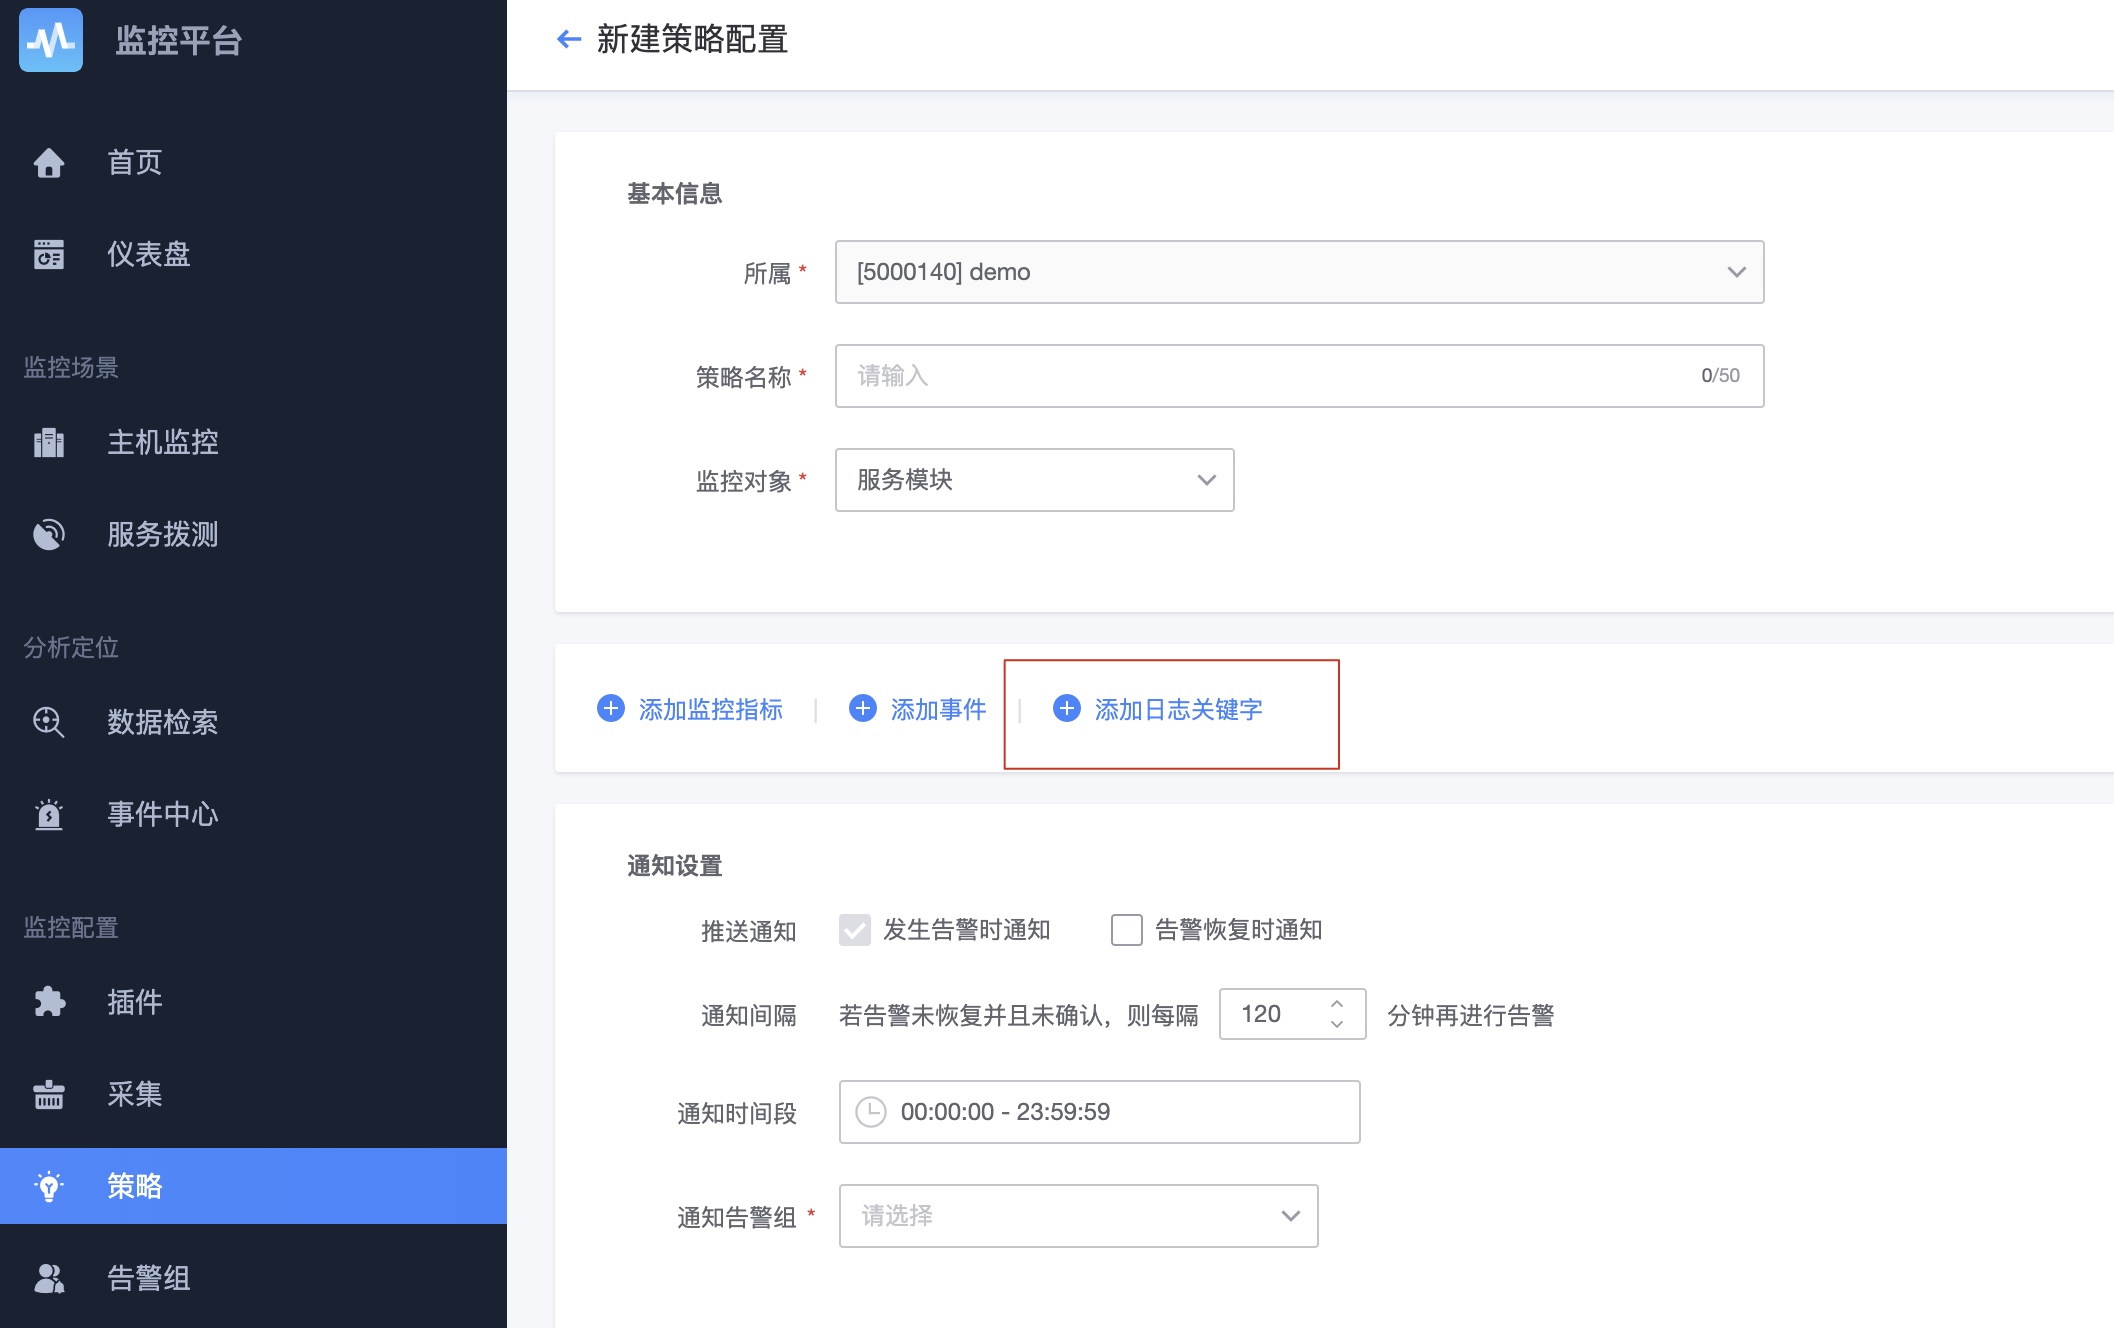 监控平台
首页
仪表盘
监控场景
主机监控
服务拨测
分析定位
数据检索
事件中心
监控配置
插件
采集
策略
告警组
新建策略配置
基本信息
所属 * [5000140] demo
策略名称 * 请输入 0/50
监控对象 * 服务模块
添加监控指标 | 添加事件 | 添加日志关键字
通知设置
推送通知 发生告警时通知 告警恢复时通知
通知间隔 若告警未恢复并且未确认，则每隔 120 分钟再进行告警
通知时间段 00:00:00 - 23:59:59
通知告警组 * 请选择